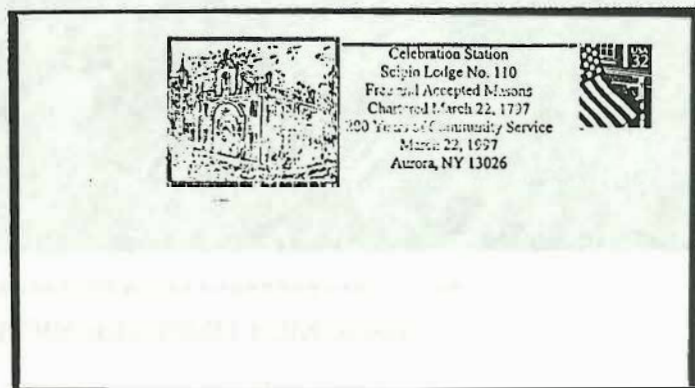 Celebration Station
Scipio Lodge No. 110
Free and Accepted Masons
Chartered March 22, 1797
200 Years of Community Service
March 22, 1997
Aurora, NY 13026
USA
32